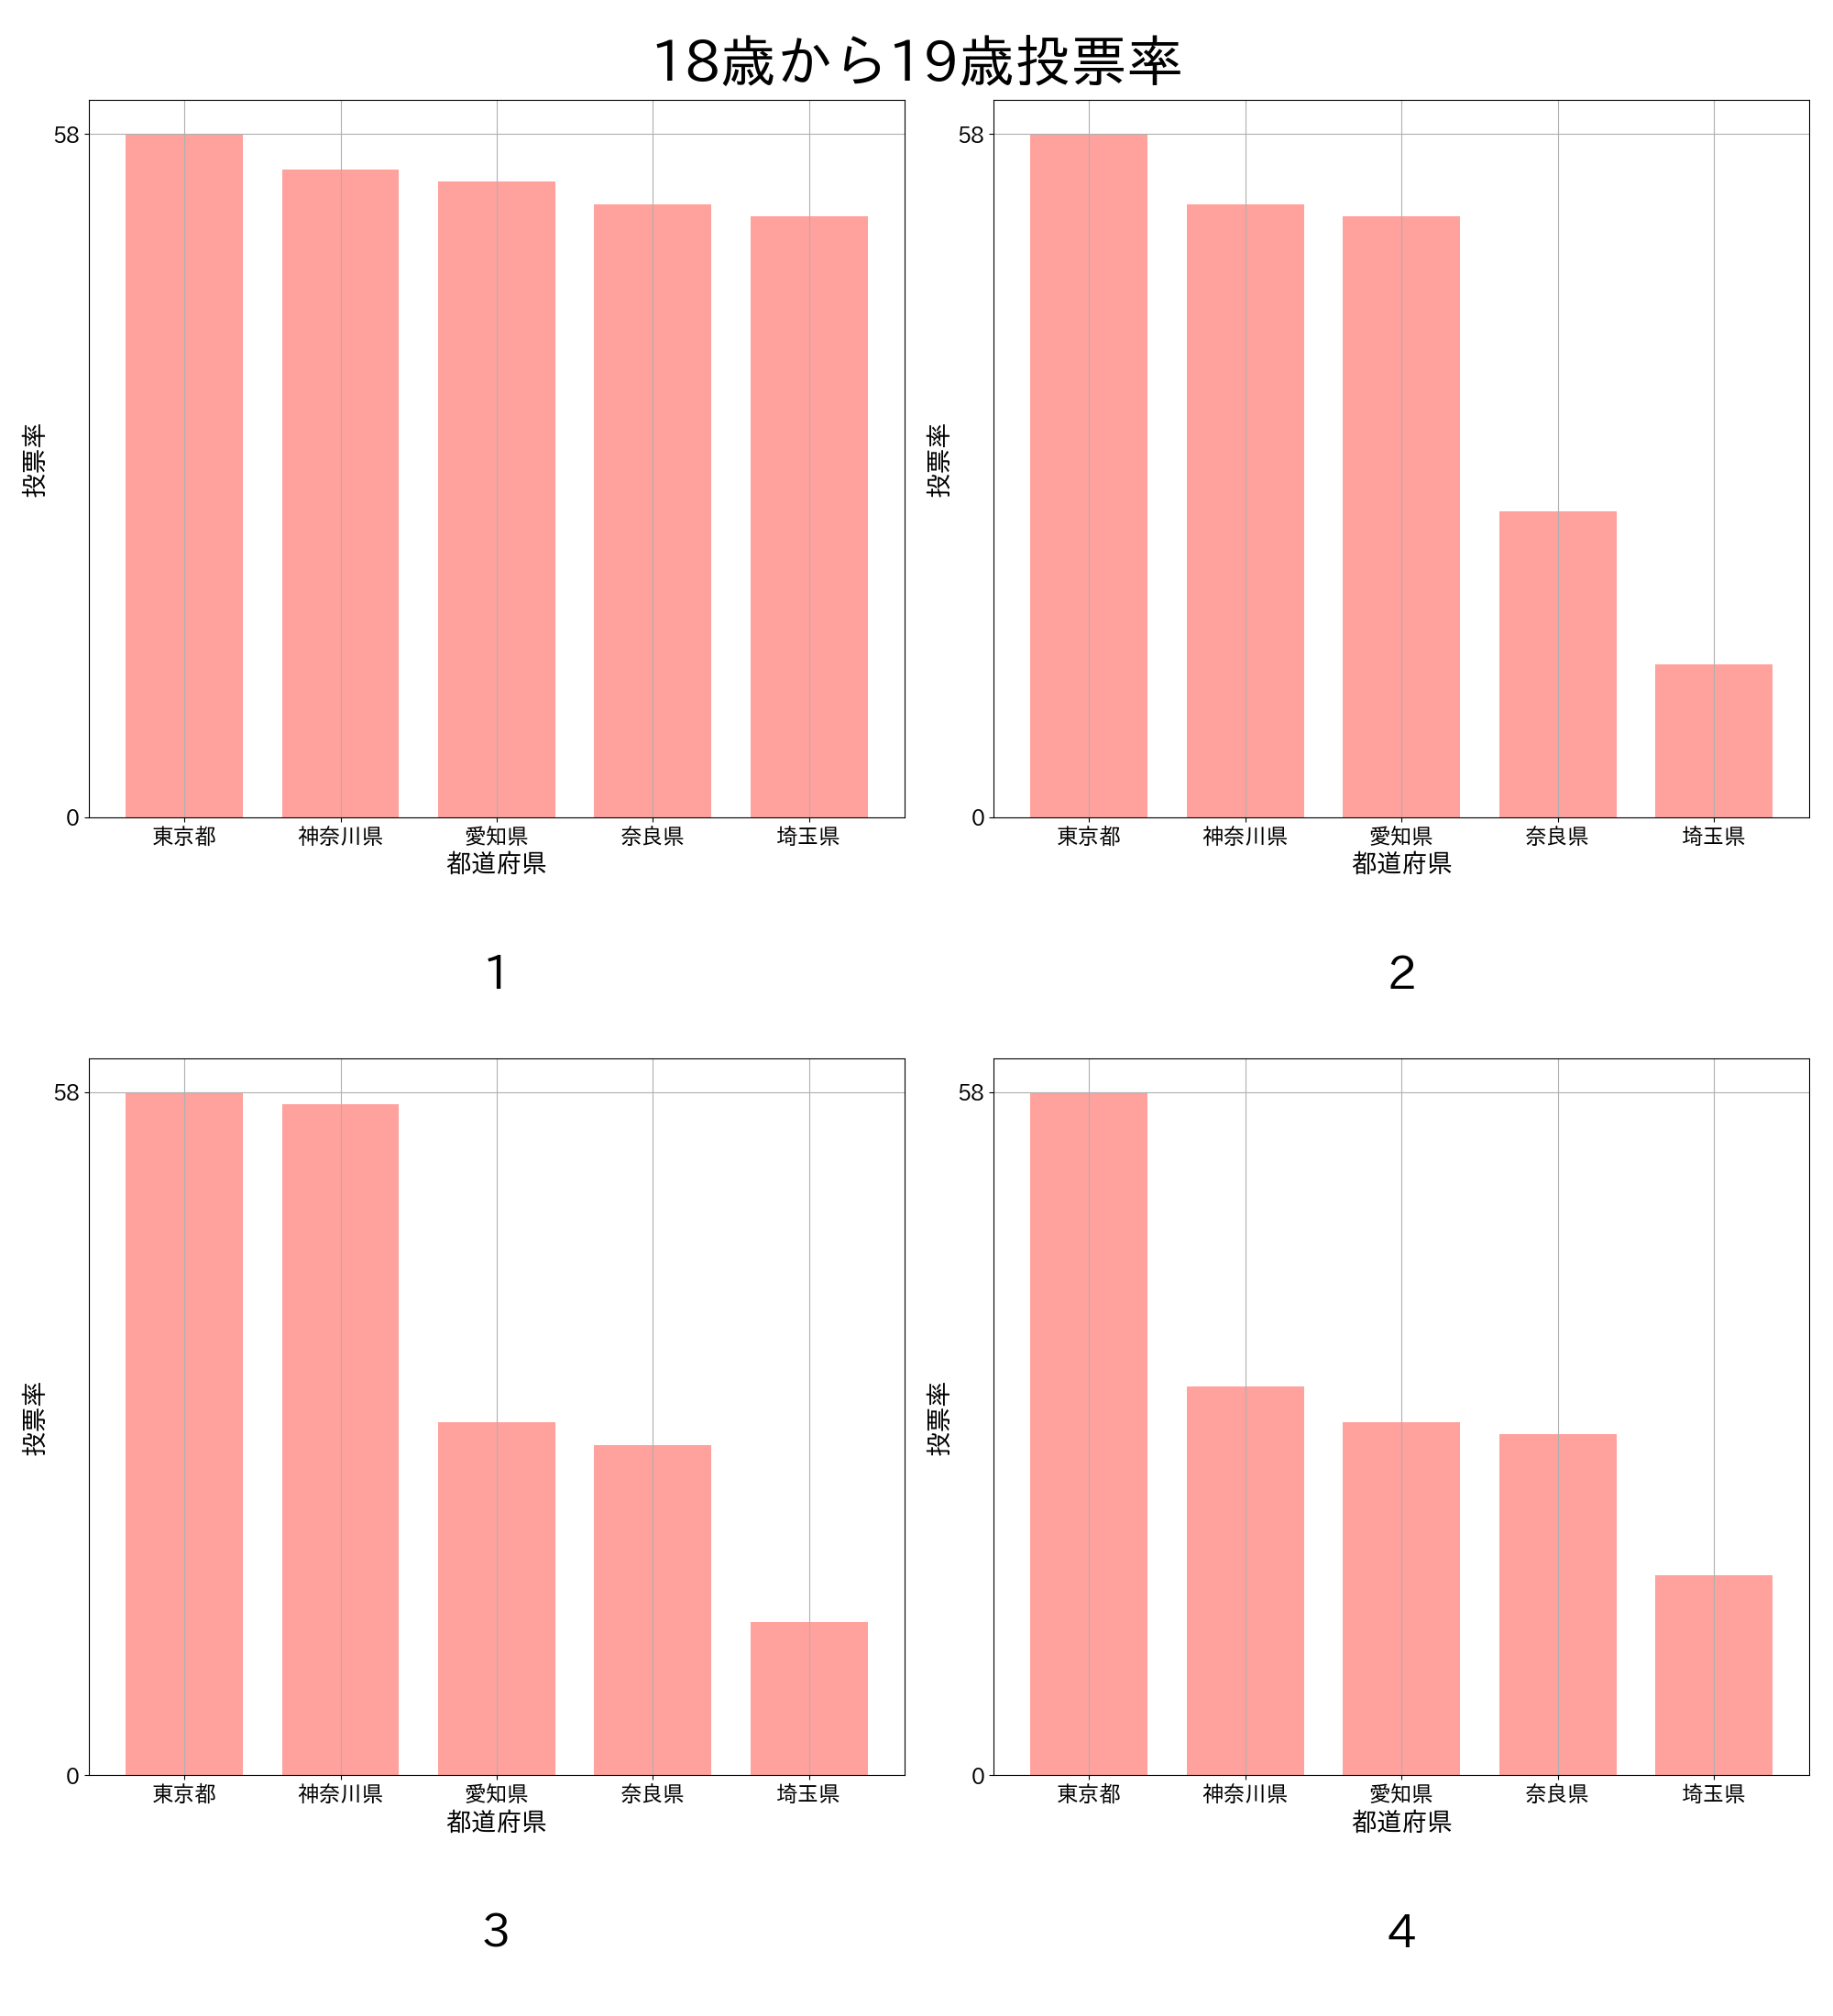 18歳から19歳投票率
58
0
投票率
東京都 神奈川県 愛知県 奈良県 埼玉県
都道府県
1
58
0
投票率
東京都 神奈川県 愛知県 奈良県 埼玉県
都道府県
2
58
0
投票率
東京都 神奈川県 愛知県 奈良県 埼玉県
都道府県
3
58
0
投票率
東京都 神奈川県 愛知県 奈良県 埼玉県
都道府県
4